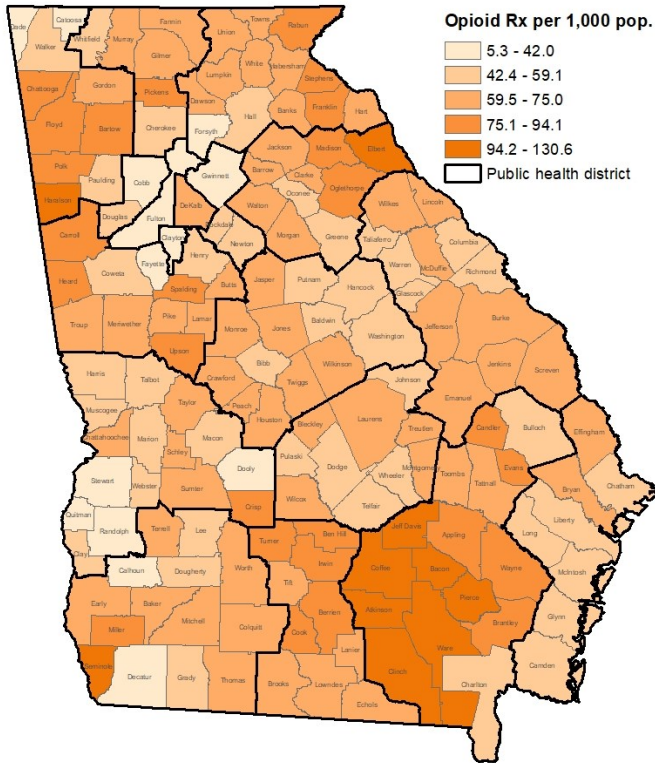 Opioid Rx per 1,000 pop.
5.3 - 42.0
42.4 - 59.1
59.5 - 75.0
75.1 - 94.1
94.2 - 130.6
Public health district
Dade
Catoosa
Walker
Whitfield
Murray
Fannin
Union
Towns
Rabun
Gilmer
White
Habersham
Lumpkin
Stephens
Chattooga
Gordon
Pickens
Dawson
Hall
Banks
Franklin
Hart
Floyd
Bartow
Cherokee
Forsyth
Jackson
Madison
Elbert
Polk
Paulding
Cobb
Gwinnett
Barrow
Clarke
Oglethorpe
Oconee
Haralson
Douglas
Fulton
DeKalb
Walton
Wilkes
Lincoln
Carroll
Clayton
Rockdale
Newton
Morgan
Greene
Taliaferro
Columbia
Fayette
Henry
Warren
McDuffie
Richmond
Heard
Coweta
Spalding
Butts
Jasper
Putnam
Hancock
Glascock
Troup
Meriwether
Pike
Lamar
Monroe
Jones
Baldwin
Washington
Jefferson
Burke
Upson
Bibb
Wilkinson
Jenkins
Screven
Harris
Talbot
Crawford
Twiggs
Johnson
Emanuel
Muscogee
Taylor
Peach
Houston
Laurens
Chattahoochee
Marion
Macon
Bleckley
Treutlen
Candler
Bulloch
Effingham
Schley
Pulaski
Dodge
Montgomery
Evans
Stewart
Webster
Sumter
Dooly
Wheeler
Toombs
Tattnall
Bryan
Chatham
Quitman
Randolph
Crisp
Wilcox
Telfair
Terrell
Lee
Turner
Ben Hill
Jeff Davis
Appling
Long
Liberty
Clay
Calhoun
Dougherty
Worth
Irwin
Coffee
Bacon
Wayne
McIntosh
Early
Baker
Tift
Pierce
Miller
Mitchell
Colquitt
Berrien
Atkinson
Brantley
Glynn
Cook
Ware
Seminole
Decatur
Grady
Thomas
Brooks
Lanier
Clinch
Charlton
Camden
Lowndes
Echols